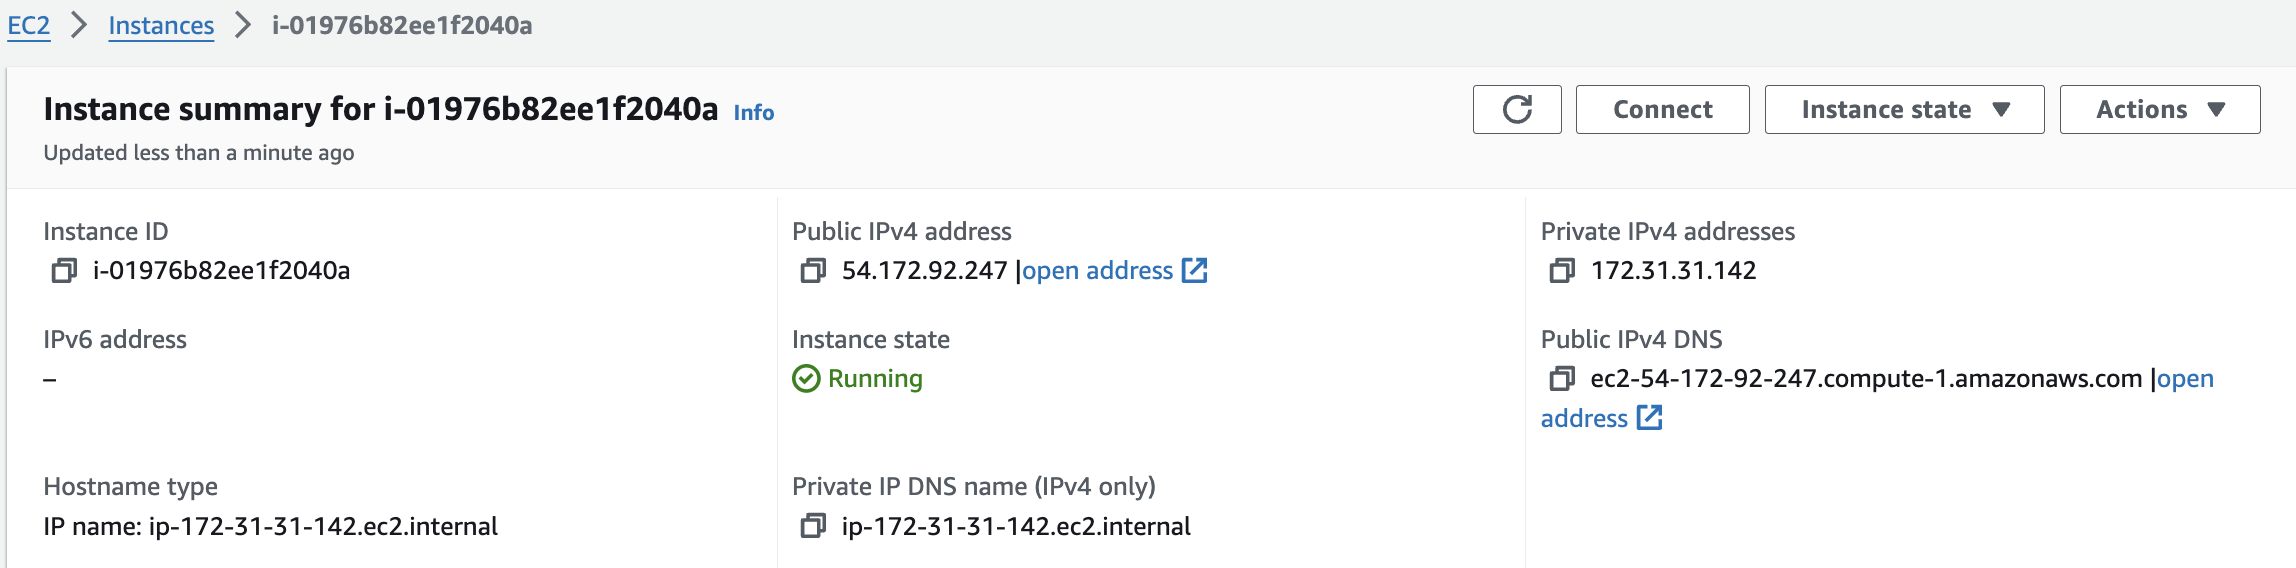 EC2 Instances i-01976b82ee1f2040a
Instance summary for i-01976b82ee1f2040a Info
Updated less than a minute ago
Connect
Instance state
Actions
Instance ID
i-01976b82ee1f2040a
Public IPv4 address
54.172.92.247 |open address
Private IPv4 addresses
172.31.31.142
IPv6 address
–
Instance state
Running
Public IPv4 DNS
ec2-54-172-92-247.compute-1.amazonaws.com |open
address
Hostname type
IP name: ip-172-31-31-142.ec2.internal
Private IP DNS name (IPv4 only)
ip-172-31-31-142.ec2.internal